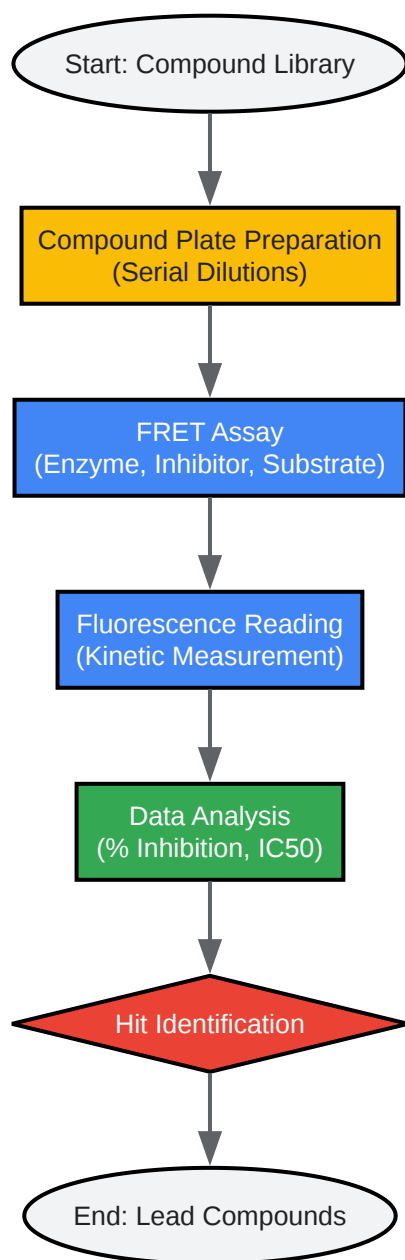 Start: Compound Library
Compound Plate Preparation
(Serial Dilutions)
FRET Assay
(Enzyme, Inhibitor, Substrate)
Fluorescence Reading
(Kinetic Measurement)
Data Analysis
(% Inhibition, IC50)
Hit Identification
End: Lead Compounds